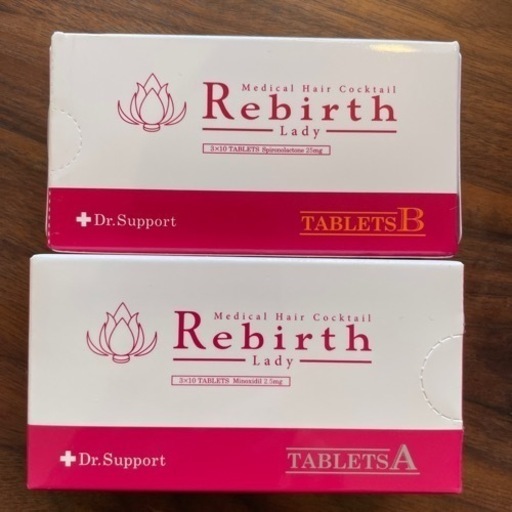 Medical Hair Cocktail
Rebirth
Lady
3×10 TABLETS Spironolactone 25mg
Dr.Support
TABLETS B
Medical Hair Cocktail
Rebirth
Lady
3×10 TABLETS Minoxidil 2.5mg
Dr.Support
TABLETS A